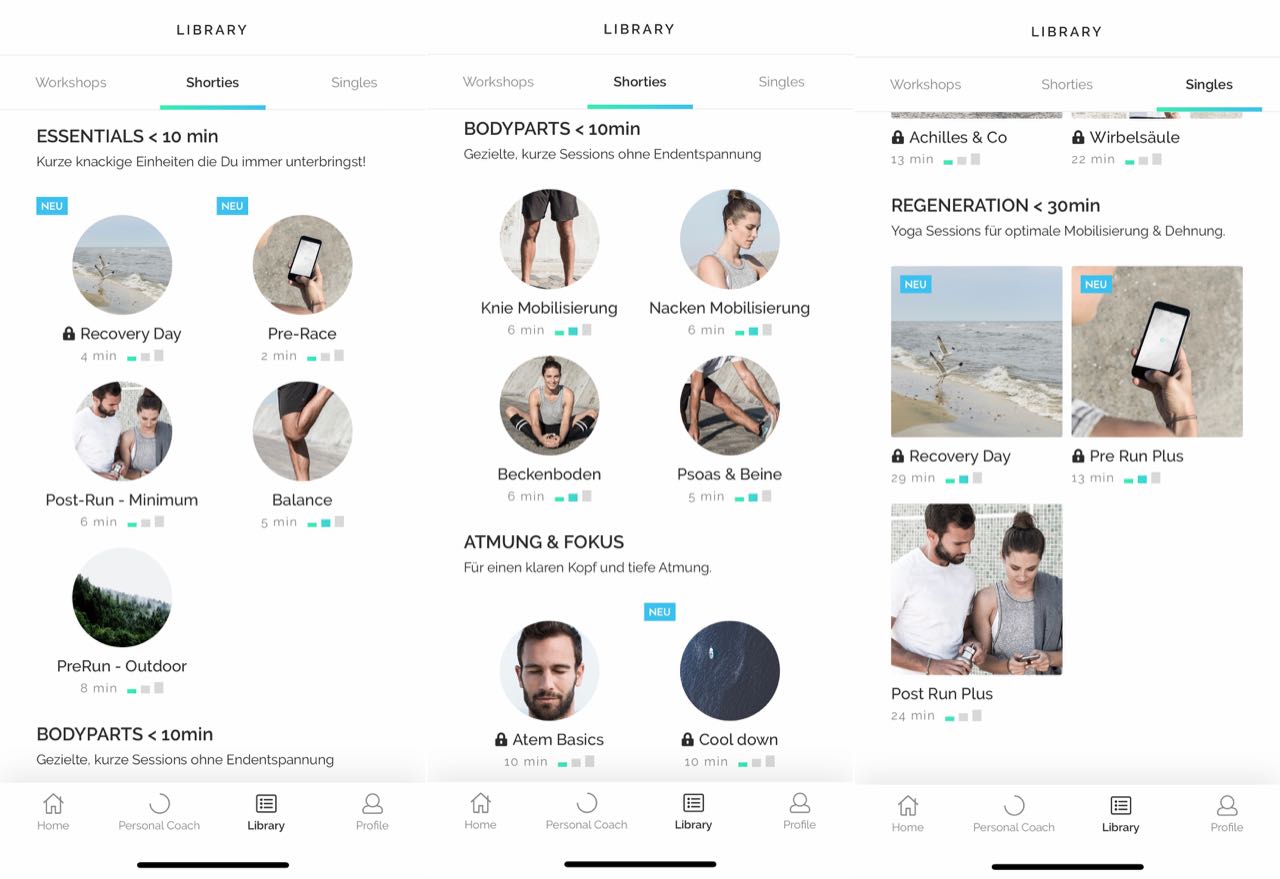 LIBRARY
Workshops Shorties Singles
ESSENTIALS < 10 min
Kurze knackige Einheiten die Du immer unterbringst!
NEU NEU
Recovery Day Pre-Race
4 min 2 min
Post-Run - Minimum Balance
6 min 5 min
PreRun - Outdoor
8 min
BODYPARTS < 10min
Gezielte, kurze Sessions ohne Endentspannung
Home Personal Coach Library Profile
LIBRARY
Workshops Shorties Singles
BODYPARTS < 10min
Gezielte, kurze Sessions ohne Endentspannung
Knie Mobilisierung Nacken Mobilisierung
6 min 6 min
Beckenboden Psoas & Beine
6 min 5 min
ATMUNG & FOKUS
Für einen klaren Kopf und tiefe Atmung.
NEU
Atem Basics Cool down
10 min 10 min
Home Personal Coach Library Profile
LIBRARY
Workshops Shorties Singles
Achilles & Co Wirbelsäule
13 min 22 min
REGENERATION < 30min
Yoga Sessions für optimale Mobilisierung & Dehnung.
NEU NEU
Recovery Day Pre Run Plus
29 min 13 min
Post Run Plus
24 min
Home Personal Coach Library Profile